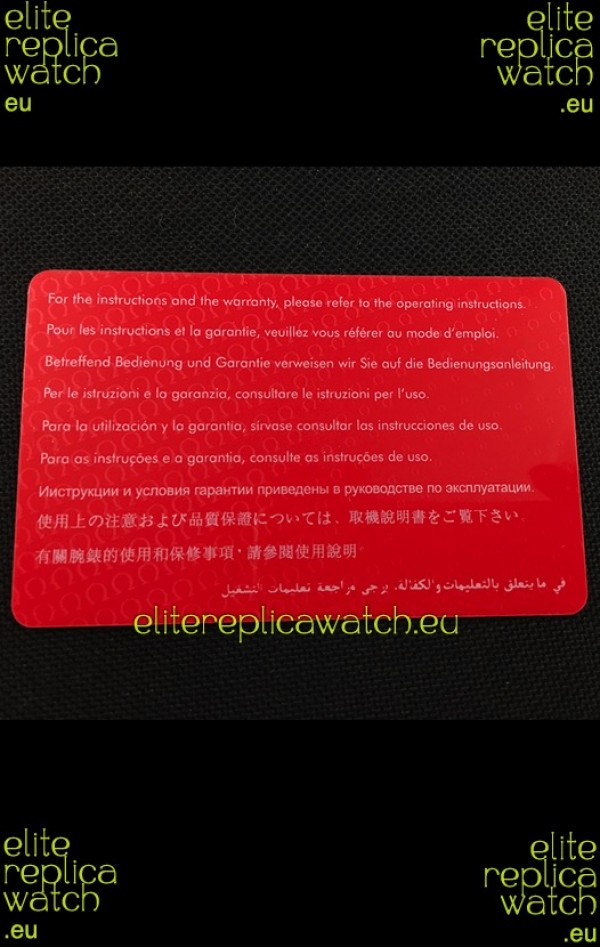 elite
replica
watch
.eu
elite
replica
watch
.eu
For the instructions and the warranty, please refer to the operating instructions.
Pour les instructions et la garantie, veuillez vous référer au mode d'emploi.
Betreffend Bedienung und Garantie verweisen wir Sie auf die Bedienungsanleitung.
Per le istruzioni e la garanzia, consultare le istruzioni per l'uso.
Para la utilización y la garantía, sírvase consultar las instrucciones de uso.
Para as instruções e a garantia, consulte as instruções de uso.
Инструкции и условия гарантии приведены в руководстве по эксплуатации.
使用上の注意および品質保證については、取機說明書をご覧下さい
有關腕錶的使用和保修事項，請參閱使用說明
في ما يتعلق بالتعليمات والكفالة، يرجى مراجعة تعليمات التشغيل
elitereplicawatch.eu
elite
replica
watch
.eu
elite
replica
watch
.eu